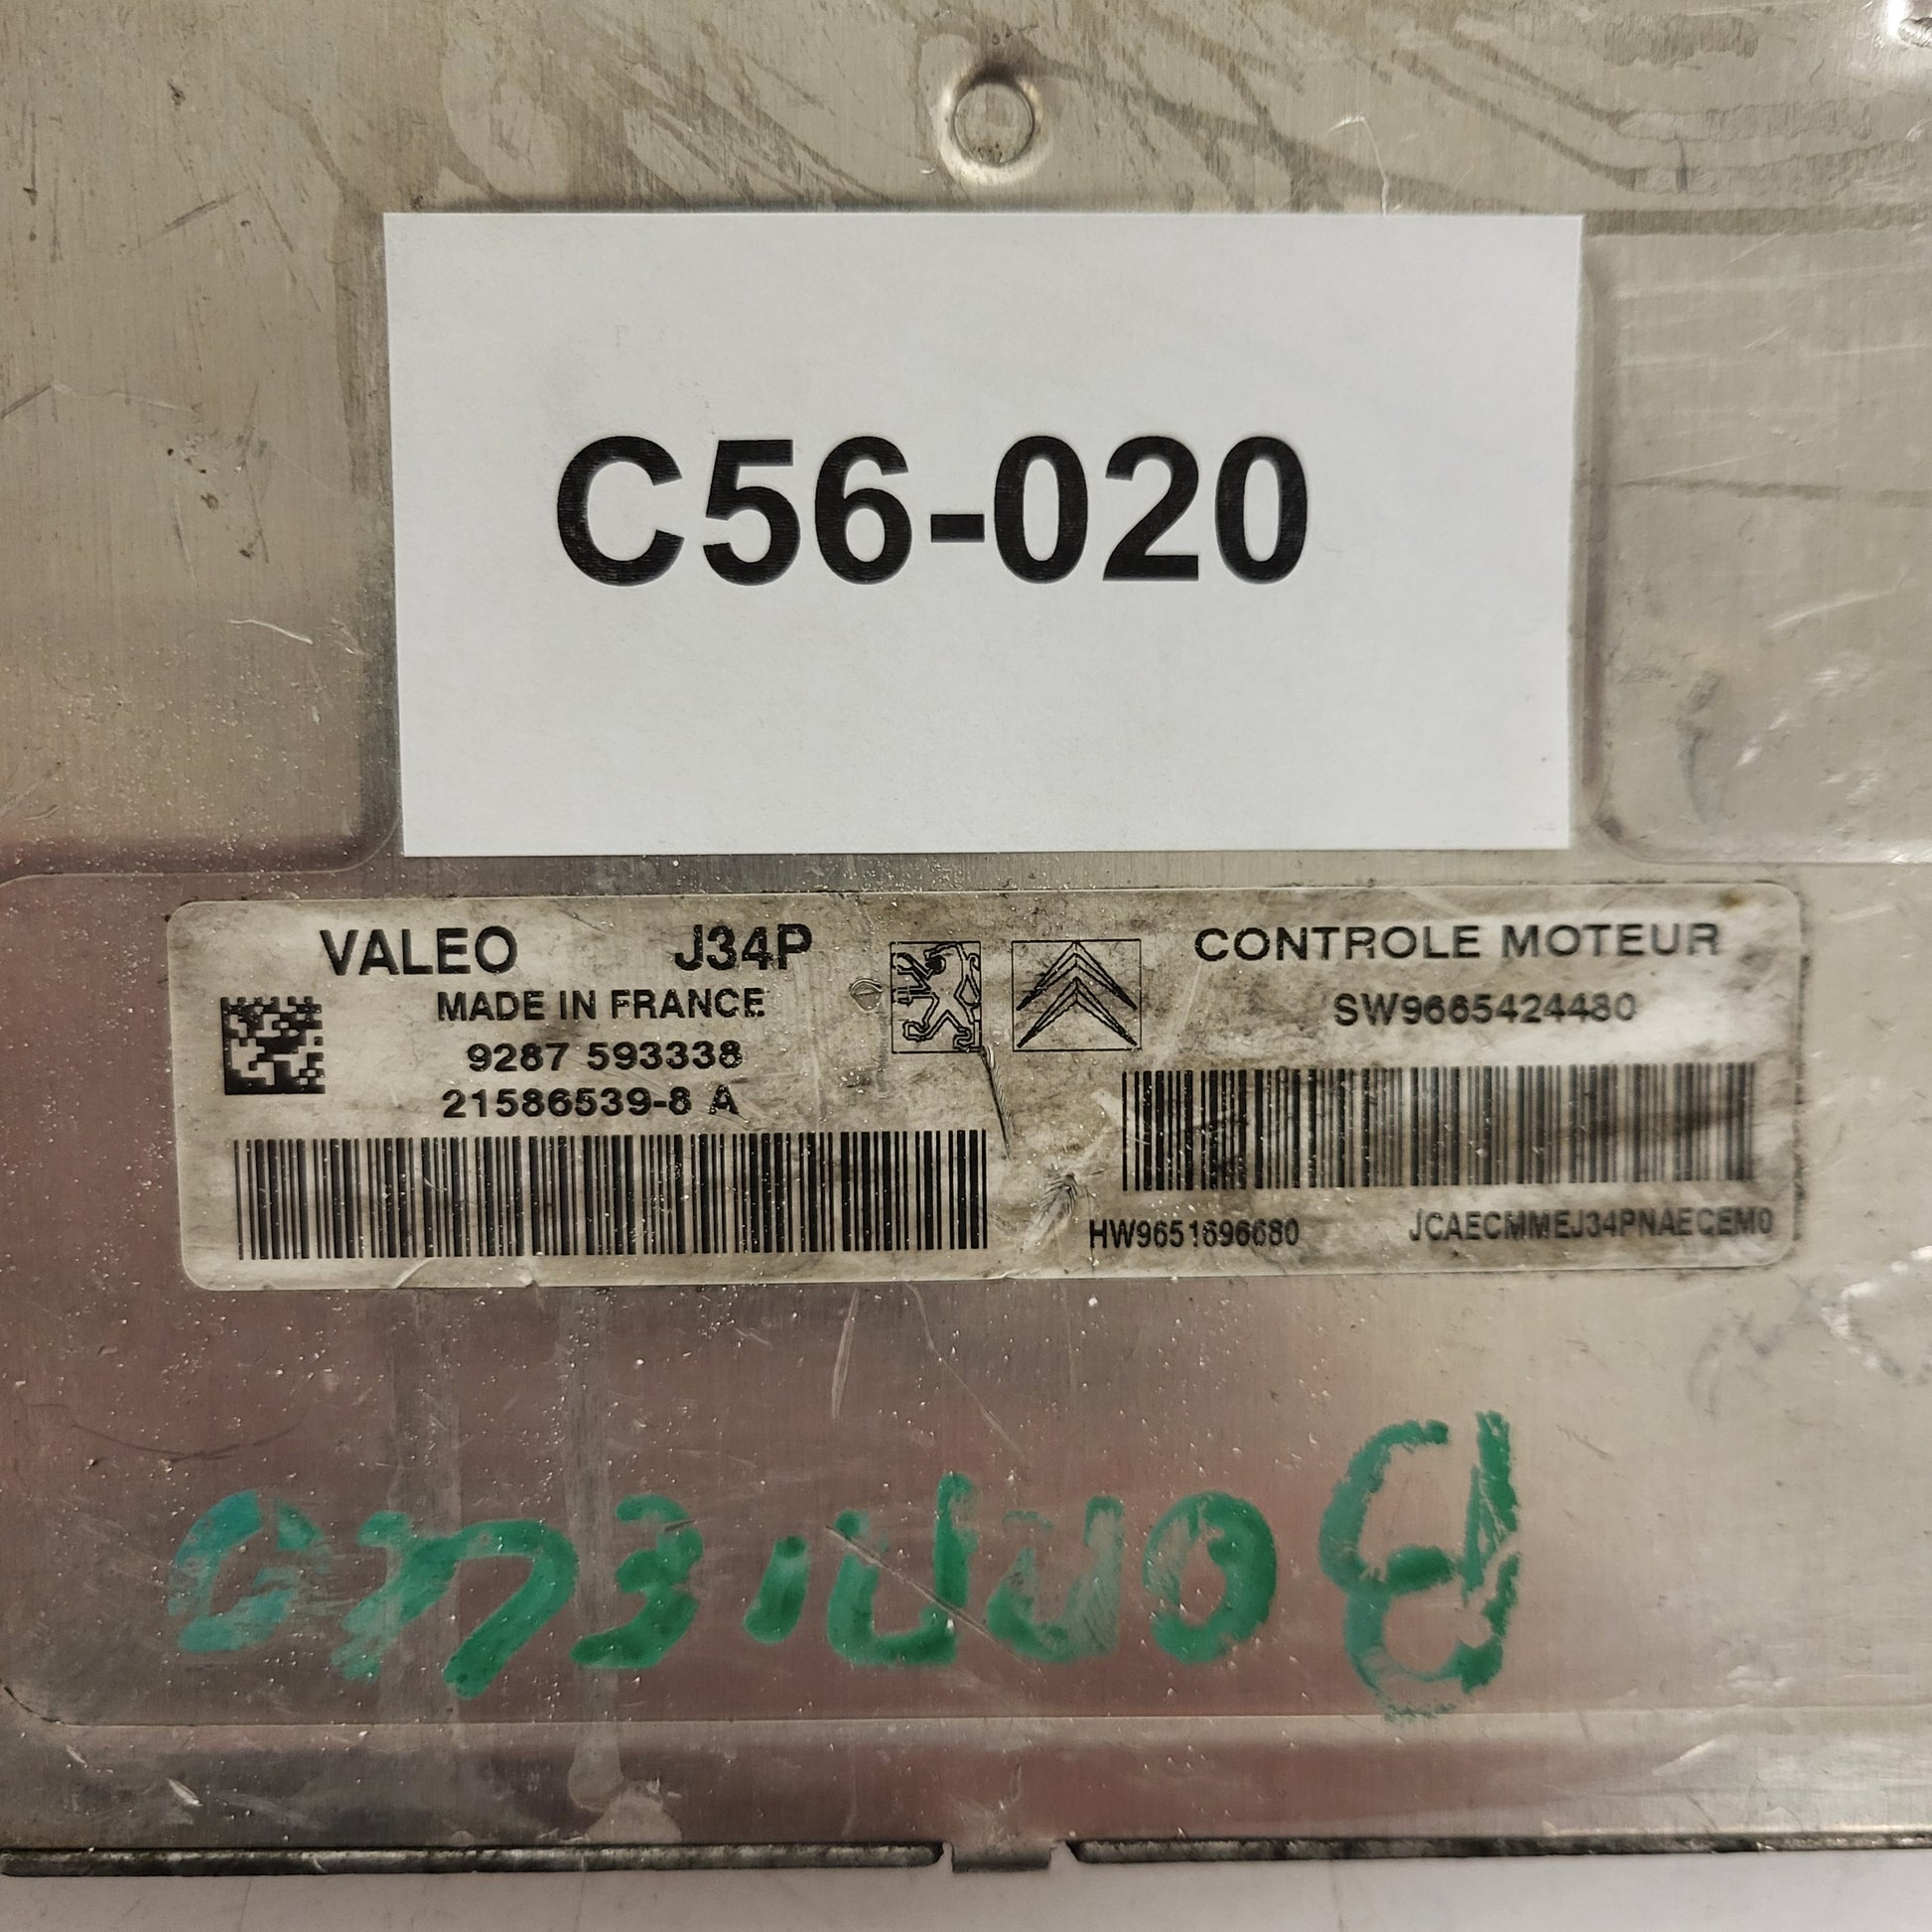 C56-020
VALEO J34P
MADE IN FRANCE
9287 593338
21586539-8 A
CONTROLE MOTEUR
SW9665424480
HW9651696680 JCAECMMEJ34PNAECEM0